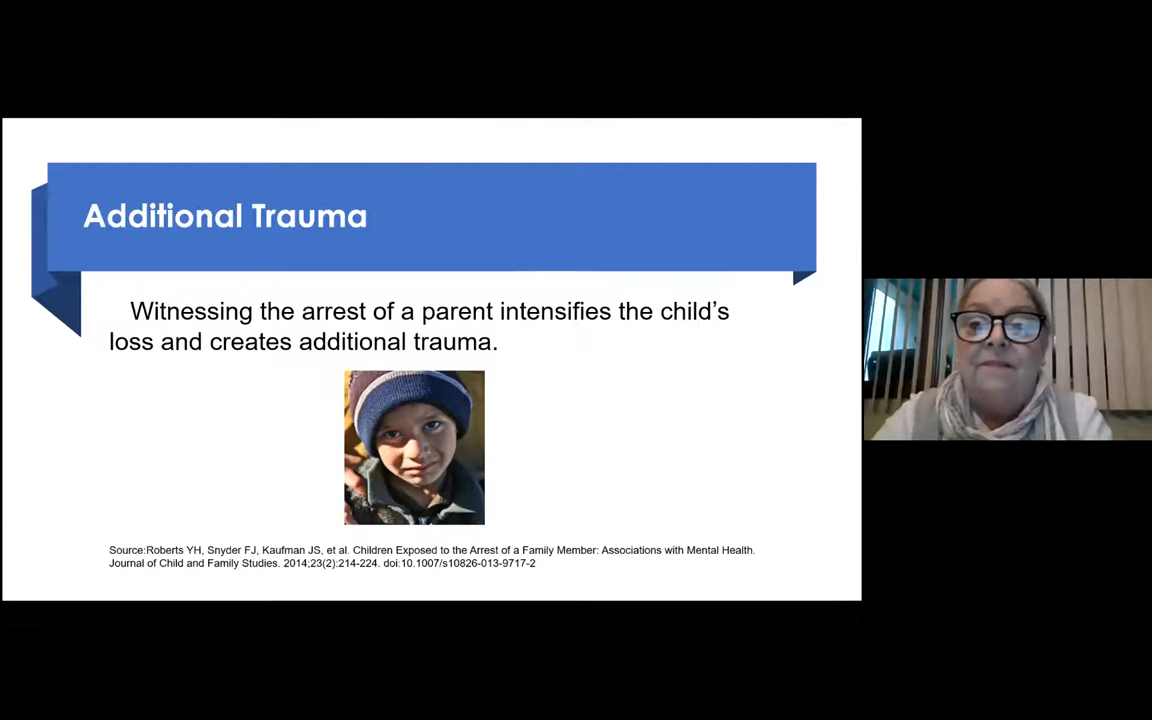 Additional Trauma
Witnessing the arrest of a parent intensifies the child’s
loss and creates additional trauma.
Source:Roberts YH, Snyder FJ, Kaufman JS, et al. Children Exposed to the Arrest of a Family Member: Associations with Mental Health.
Journal of Child and Family Studies. 2014;23(2):214-224. doi:10.1007/s10826-013-9717-2